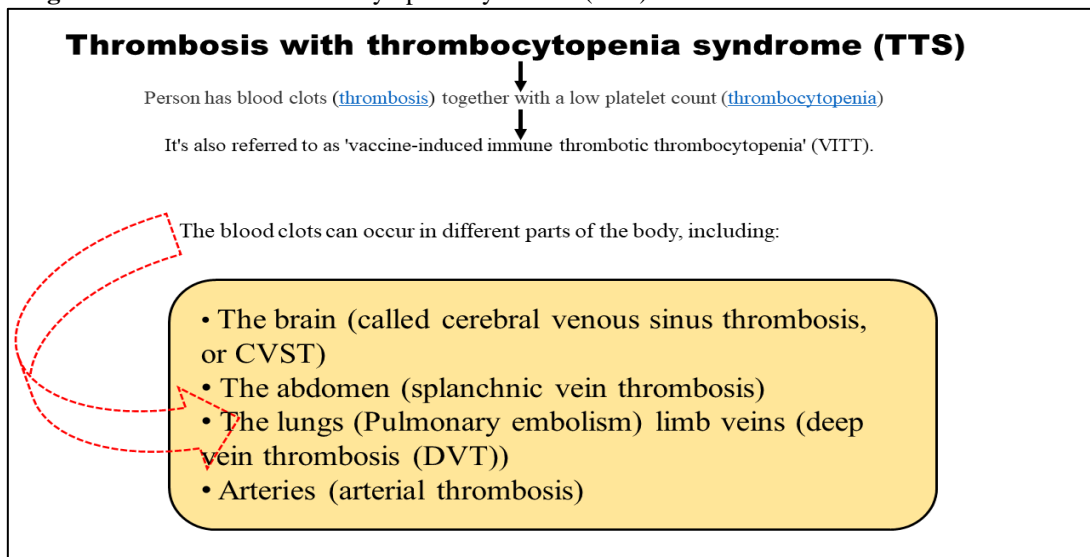 Thrombosis with thrombocytopenia syndrome (TTS)
Person has blood clots (thrombosis) together with a low platelet count (thrombocytopenia)
It's also referred to as 'vaccine-induced immune thrombotic thrombocytopenia' (VITT).
The blood clots can occur in different parts of the body, including:
• The brain (called cerebral venous sinus thrombosis,
or CVST)
• The abdomen (splanchnic vein thrombosis)
• The lungs (Pulmonary embolism) limb veins (deep
vein thrombosis (DVT))
• Arteries (arterial thrombosis)